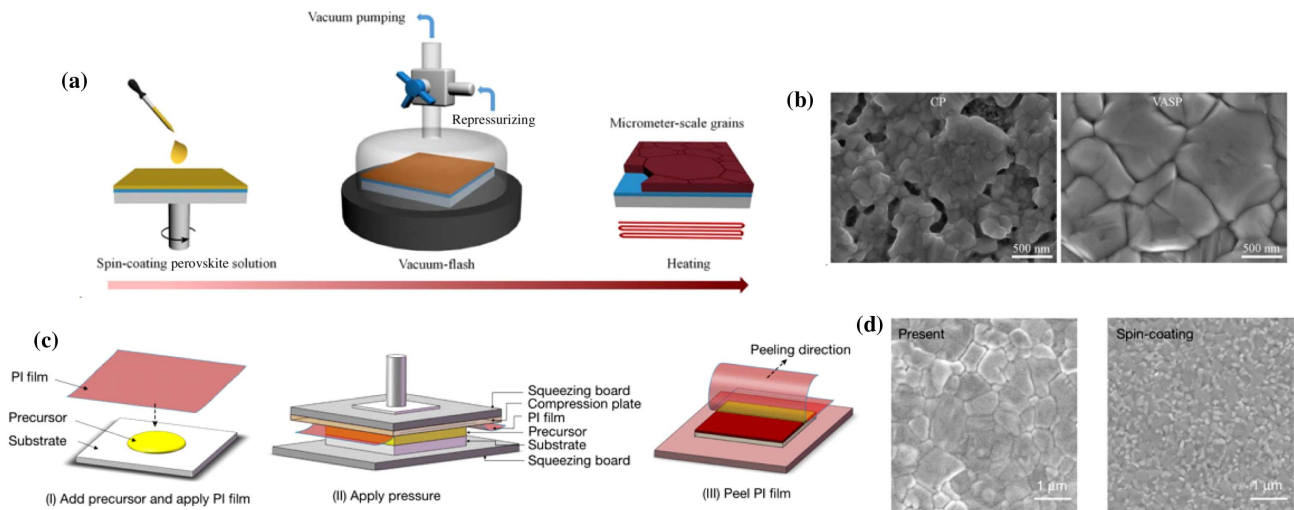 (a)
Vacuum pumping
Repressurizing
Micrometer-scale grains
Spin-coating perovskite solution
Vacuum-flash
Heating
(b)
CP
VASP
500 nm
500 nm
(c)
PI film
Precursor
Substrate
(I) Add precursor and apply PI film
Squeezing board
Compression plate
PI film
Precursor
Substrate
Squeezing board
(II) Apply pressure
Peeling direction
(III) Peel PI film
(d)
Present
1 μm
Spin-coating
1 μm